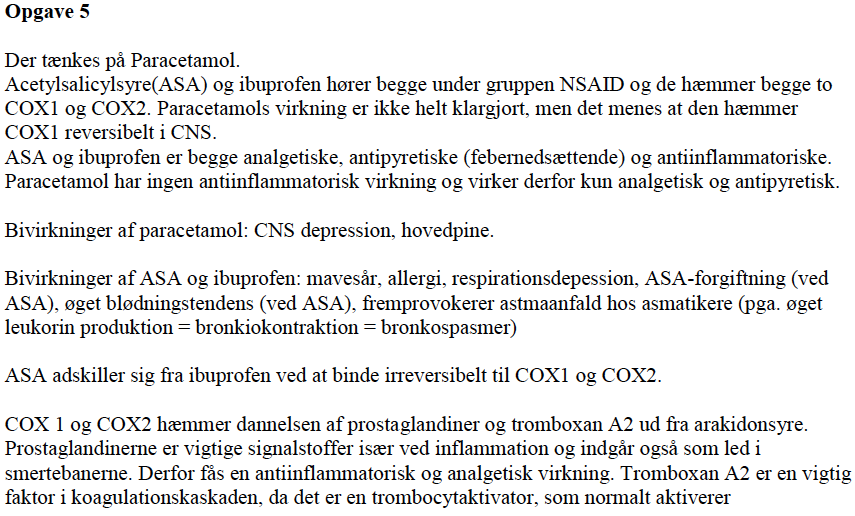 Opgave 5
Der tænkes på Paracetamol.
Acetylsalicylsyre(ASA) og ibuprofen hører begge under gruppen NSAID og de hæmmer begge to
COX1 og COX2. Paracetamols virkning er ikke helt klargjort, men det menes at den hæmmer
COX1 reversibelt i CNS.
ASA og ibuprofen er begge analgetiske, antipyretiske (febernedsættende) og antiinflammatoriske.
Paracetamol har ingen antiinflammatorisk virkning og virker derfor kun analgetisk og antipyretisk.
Bivirkninger af paracetamol: CNS depression, hovedpine.
Bivirkninger af ASA og ibuprofen: mavesår, allergi, respirationsdepession, ASA-forgiftning (ved
ASA), øget blødningstendens (ved ASA), fremprovokerer astmaanfald hos asmatikere (pga. øget
leukorin produktion = bronkiokontraktion = bronkospasmer)
ASA adskiller sig fra ibuprofen ved at binde irreversibelt til COX1 og COX2.
COX 1 og COX2 hæmmer dannelsen af prostaglandiner og tromboxan A2 ud fra arakidonsyre.
Prostaglandinerne er vigtige signalstoffer især ved inflammation og indgår også som led i
smertebanerne. Derfor fås en antiinflammatorisk og analgetisk virkning. Tromboxan A2 er en vigtig
faktor i koagulationskaskaden, da det er en trombocytaktivator, som normalt aktiverer